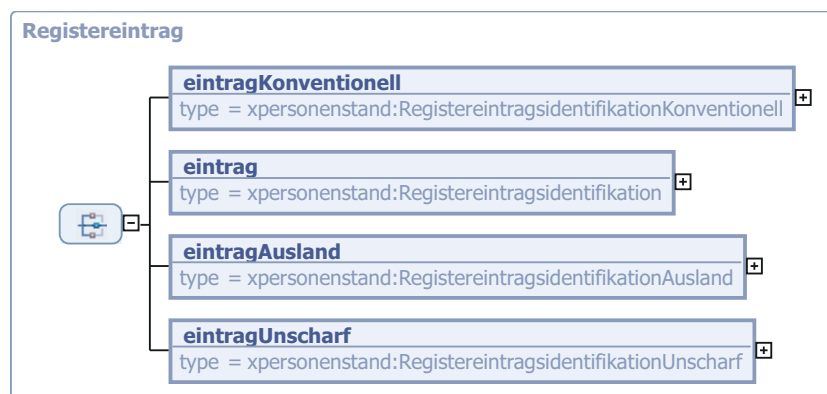 Registereintrag
eintragKonventionell
type = xpersonenstand:RegistereintragsidentifikationKonventionell
eintrag
type = xpersonenstand:Registereintragsidentifikation
eintragAusland
type = xpersonenstand:RegistereintragsidentifikationAusland
eintragUnscharf
type = xpersonenstand:RegistereintragsidentifikationUnscharf